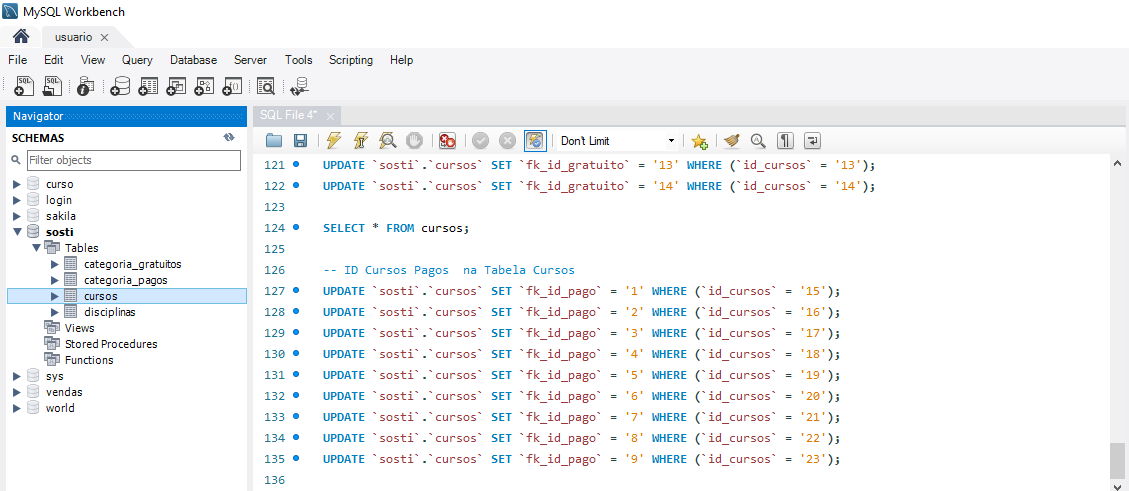 MySQL Workbench
usuario
File Edit View Query Database Server Tools Scripting Help
Navigator
SCHEMAS
Filter objects
curso
login
sakila
sosti
Tables
categoria_gratuitos
categoria_pagos
cursos
disciplinas
Views
Stored Procedures
Functions
sys
vendas
world
SQL File 4*
Don't Limit
121 UPDATE `sosti`.`cursos` SET `fk_id_gratuito` = '13' WHERE (`id_cursos` = '13');
122 UPDATE `sosti`.`cursos` SET `fk_id_gratuito` = '14' WHERE (`id_cursos` = '14');
123
124 SELECT * FROM cursos;
125
126 -- ID Cursos Pagos  na Tabela Cursos
127 UPDATE `sosti`.`cursos` SET `fk_id_pago` = '1' WHERE (`id_cursos` = '15');
128 UPDATE `sosti`.`cursos` SET `fk_id_pago` = '2' WHERE (`id_cursos` = '16');
129 UPDATE `sosti`.`cursos` SET `fk_id_pago` = '3' WHERE (`id_cursos` = '17');
130 UPDATE `sosti`.`cursos` SET `fk_id_pago` = '4' WHERE (`id_cursos` = '18');
131 UPDATE `sosti`.`cursos` SET `fk_id_pago` = '5' WHERE (`id_cursos` = '19');
132 UPDATE `sosti`.`cursos` SET `fk_id_pago` = '6' WHERE (`id_cursos` = '20');
133 UPDATE `sosti`.`cursos` SET `fk_id_pago` = '7' WHERE (`id_cursos` = '21');
134 UPDATE `sosti`.`cursos` SET `fk_id_pago` = '8' WHERE (`id_cursos` = '22');
135 UPDATE `sosti`.`cursos` SET `fk_id_pago` = '9' WHERE (`id_cursos` = '23');
136